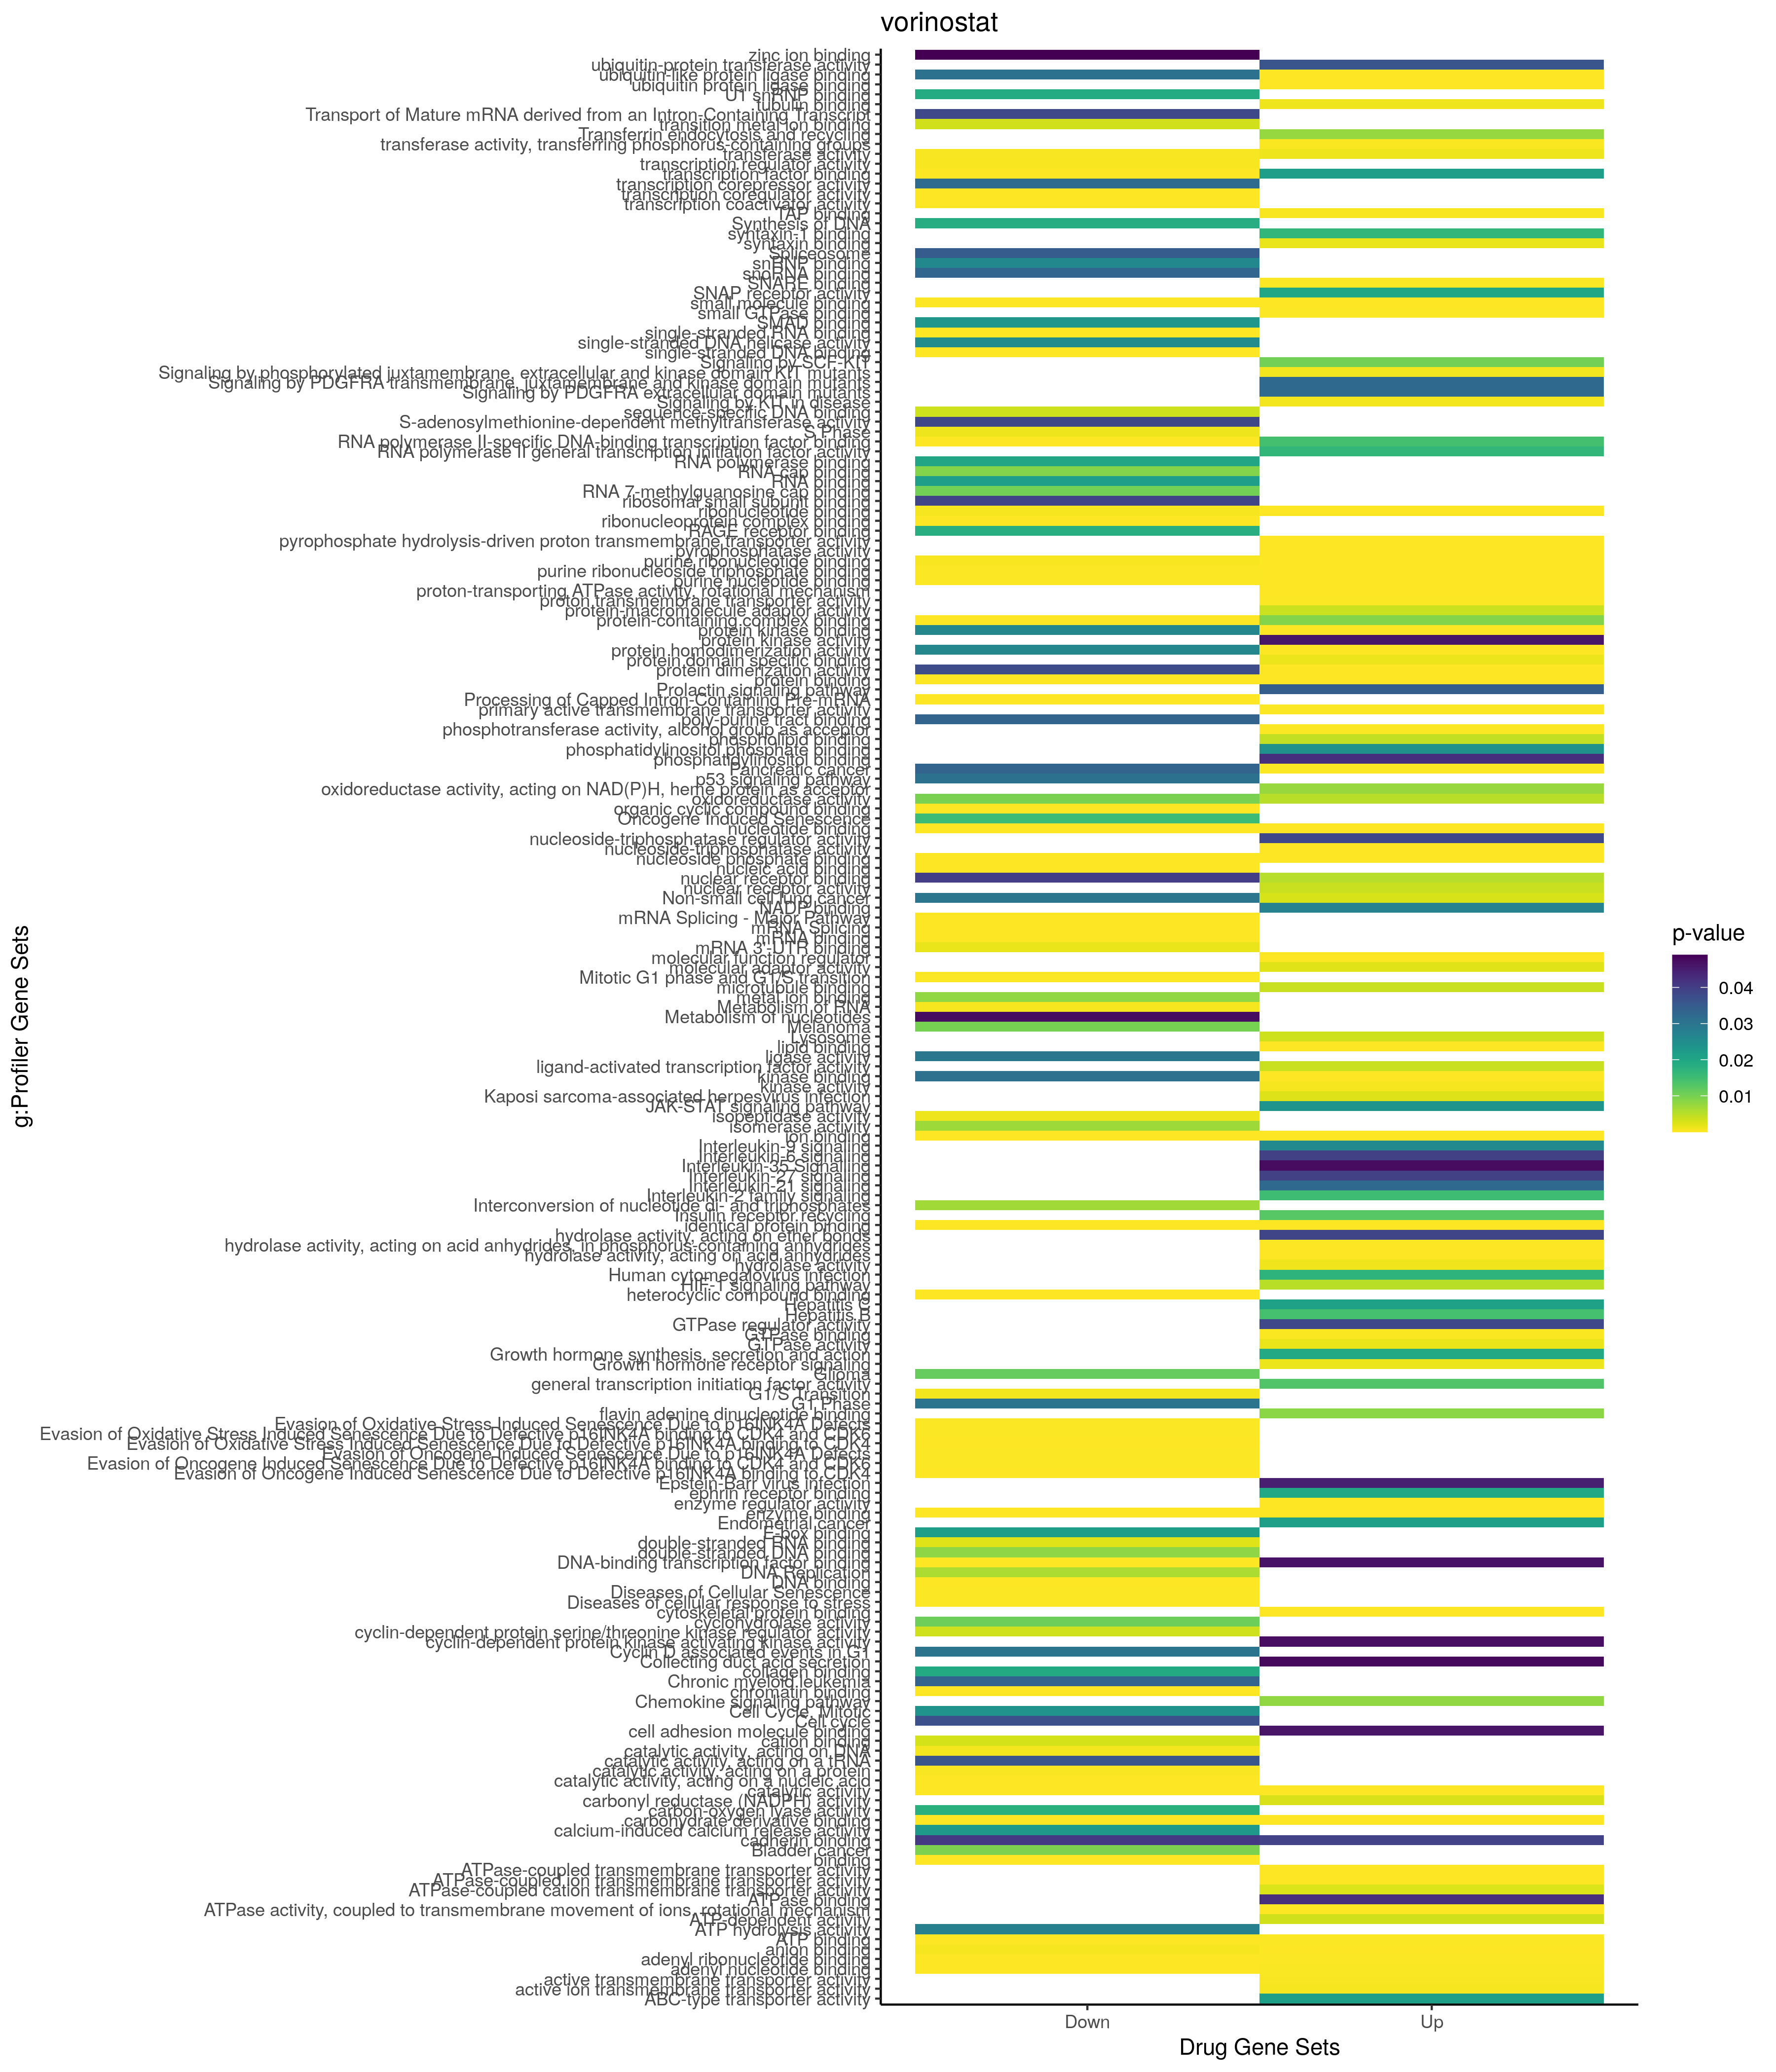 vorinostat
zinc ion binding
ubiquitin-protein transferase activity
ubiquitin-like protein ligase binding
ubiquitin protein ligase binding
U1 snRNP binding
tubulin binding
Transport of Mature mRNA derived from an Intron-Containing Transcript
transition metal ion binding
Transferrin endocytosis and recycling
transferase activity, transferring phosphorus-containing groups
transferase activity
transcription regulator activity
transcription factor binding
transcription corepressor activity
transcription coregulator activity
transcription coactivator activity
TAP binding
Synthesis of DNA
syntaxin-1 binding
syntaxin binding
Spliceosome
snRNP binding
snoRNA binding
SNARE binding
SNAP receptor activity
small molecule binding
small GTPase binding
SMAD binding
single-stranded RNA binding
single-stranded DNA helicase activity
single-stranded DNA binding
Signaling by SCF-KIT
Signaling by phosphorylated juxtamembrane, extracellular and kinase domain KIT mutants
Signaling by PDGFRA transmembrane, juxtamembrane and kinase domain mutants
Signaling by PDGFRA extracellular domain mutants
Signaling by KIT in disease
sequence-specific DNA binding
S-adenosylmethionine-dependent methyltransferase activity
S Phase
RNA polymerase II-specific DNA-binding transcription factor binding
RNA polymerase II general transcription initiation factor activity
RNA polymerase binding
RNA cap binding
RNA binding
RNA 7-methylguanosine cap binding
ribosomal small subunit binding
ribonucleotide binding
ribonucleoprotein complex binding
RAGE receptor binding
pyrophosphate hydrolysis-driven proton transmembrane transporter activity
pyrophosphatase activity
purine ribonucleotide binding
purine ribonucleoside triphosphate binding
purine nucleotide binding
proton-transporting ATPase activity, rotational mechanism
proton transmembrane transporter activity
protein-macromolecule adaptor activity
protein-containing complex binding
protein kinase binding
protein kinase activity
protein homodimerization activity
protein domain specific binding
protein dimerization activity
protein binding
Prolactin signaling pathway
Processing of Capped Intron-Containing Pre-mRNA
primary active transmembrane transporter activity
poly-purine tract binding
phosphotransferase activity, alcohol group as acceptor
phospholipid binding
phosphatidylinositol phosphate binding
phosphatidylinositol binding
Pancreatic cancer
p53 signaling pathway
oxidoreductase activity, acting on NAD(P)H, heme protein as acceptor
oxidoreductase activity
organic cyclic compound binding
Oncogene Induced Senescence
nucleotide binding
nucleoside-triphosphatase regulator activity
nucleoside-triphosphatase activity
nucleoside phosphate binding
nucleic acid binding
nuclear receptor binding
nuclear receptor activity
Non-small cell lung cancer
NADP binding
mRNA Splicing - Major Pathway
mRNA Splicing
mRNA binding
mRNA 3'-UTR binding
molecular function regulator
molecular adaptor activity
Mitotic G1 phase and G1/S transition
microtubule binding
metal ion binding
Metabolism of RNA
Metabolism of nucleotides
Melanoma
Lysosome
lipid binding
ligase activity
ligand-activated transcription factor activity
kinase binding
kinase activity
Kaposi sarcoma-associated herpesvirus infection
JAK-STAT signaling pathway
isopeptidase activity
isomerase activity
ion binding
Interleukin-9 signaling
Interleukin-6 signaling
Interleukin-35 Signalling
Interleukin-27 signaling
Interleukin-21 signaling
Interleukin-2 family signaling
Interconversion of nucleotide di- and triphosphates
Insulin receptor recycling
identical protein binding
hydrolase activity, acting on ether bonds
hydrolase activity, acting on acid anhydrides, in phosphorus-containing anhydrides
hydrolase activity, acting on acid anhydrides
hydrolase activity
Human cytomegalovirus infection
HIF-1 signaling pathway
heterocyclic compound binding
Hepatitis C
Hepatitis B
GTPase regulator activity
GTPase binding
GTPase activity
Growth hormone synthesis, secretion and action
Growth hormone receptor signaling
Glioma
general transcription initiation factor activity
G1/S Transition
G1 Phase
flavin adenine dinucleotide binding
Evasion of Oxidative Stress Induced Senescence Due to p16INK4A Defects
Evasion of Oxidative Stress Induced Senescence Due to Defective p16INK4A binding to CDK4 and CDK6
Evasion of Oxidative Stress Induced Senescence Due to Defective p16INK4A binding to CDK4
Evasion of Oncogene Induced Senescence Due to p16INK4A Defects
Evasion of Oncogene Induced Senescence Due to Defective p16INK4A binding to CDK4 and CDK6
Evasion of Oncogene Induced Senescence Due to Defective p16INK4A binding to CDK4
Epstein-Barr virus infection
ephrin receptor binding
enzyme regulator activity
enzyme binding
Endometrial cancer
E-box binding
double-stranded RNA binding
double-stranded DNA binding
DNA-binding transcription factor binding
DNA Replication
DNA binding
Diseases of Cellular Senescence
Diseases of cellular response to stress
cytoskeletal protein binding
cyclohydrolase activity
cyclin-dependent protein serine/threonine kinase regulator activity
cyclin-dependent protein kinase activating kinase activity
Cyclin D associated events in G1
Collecting duct acid secretion
collagen binding
Chronic myeloid leukemia
chromatin binding
Chemokine signaling pathway
Cell Cycle, Mitotic
Cell cycle
cell adhesion molecule binding
cation binding
catalytic activity, acting on DNA
catalytic activity, acting on a tRNA
catalytic activity, acting on a protein
catalytic activity, acting on a nucleic acid
catalytic activity
carbonyl reductase (NADPH) activity
carbon-oxygen lyase activity
carbohydrate derivative binding
calcium-induced calcium release activity
cadherin binding
Bladder cancer
binding
ATPase-coupled transmembrane transporter activity
ATPase-coupled ion transmembrane transporter activity
ATPase-coupled cation transmembrane transporter activity
ATPase binding
ATPase activity, coupled to transmembrane movement of ions, rotational mechanism
ATP-dependent activity
ATP hydrolysis activity
ATP binding
anion binding
adenyl ribonucleotide binding
adenyl nucleotide binding
active transmembrane transporter activity
active ion transmembrane transporter activity
ABC-type transporter activity
g:Profiler Gene Sets
Down
Up
Drug Gene Sets
p-value
0.04
0.03
0.02
0.01